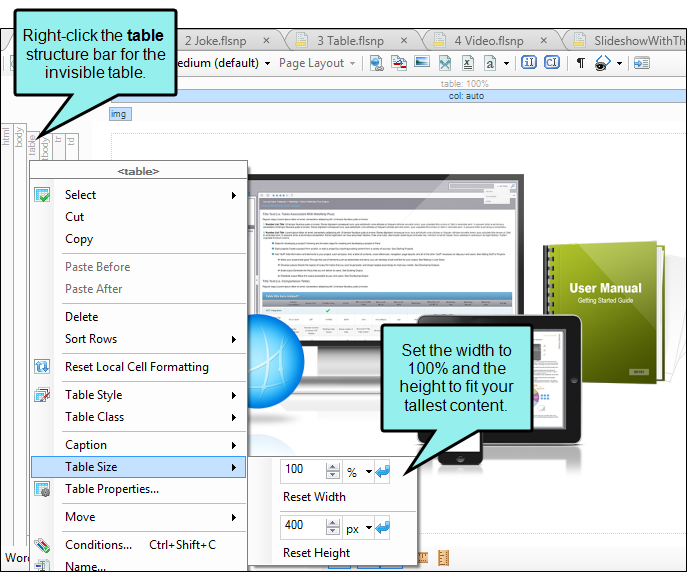 Right-click the table
structure bar for the
invisible table.
2 Joke.flsnp
3 Table.flsnp
4 Video.flsnp
SlideshowWithTh
edium (default)
Page Layout
table: 100%
col: auto
img
html
body
table
tbody
tr
td
<table>
Select
Cut
Copy
Paste Before
Paste After
Delete
Sort Rows
Reset Local Cell Formatting
Table Style
Table Class
Caption
Table Size
Table Properties...
Move
Conditions... Ctrl+Shift+C
Name...
100 %
Reset Width
400 px
Reset Height
User Manual
Getting Started Guide
Set the width to
100% and the
height to fit your
tallest content.
Wor